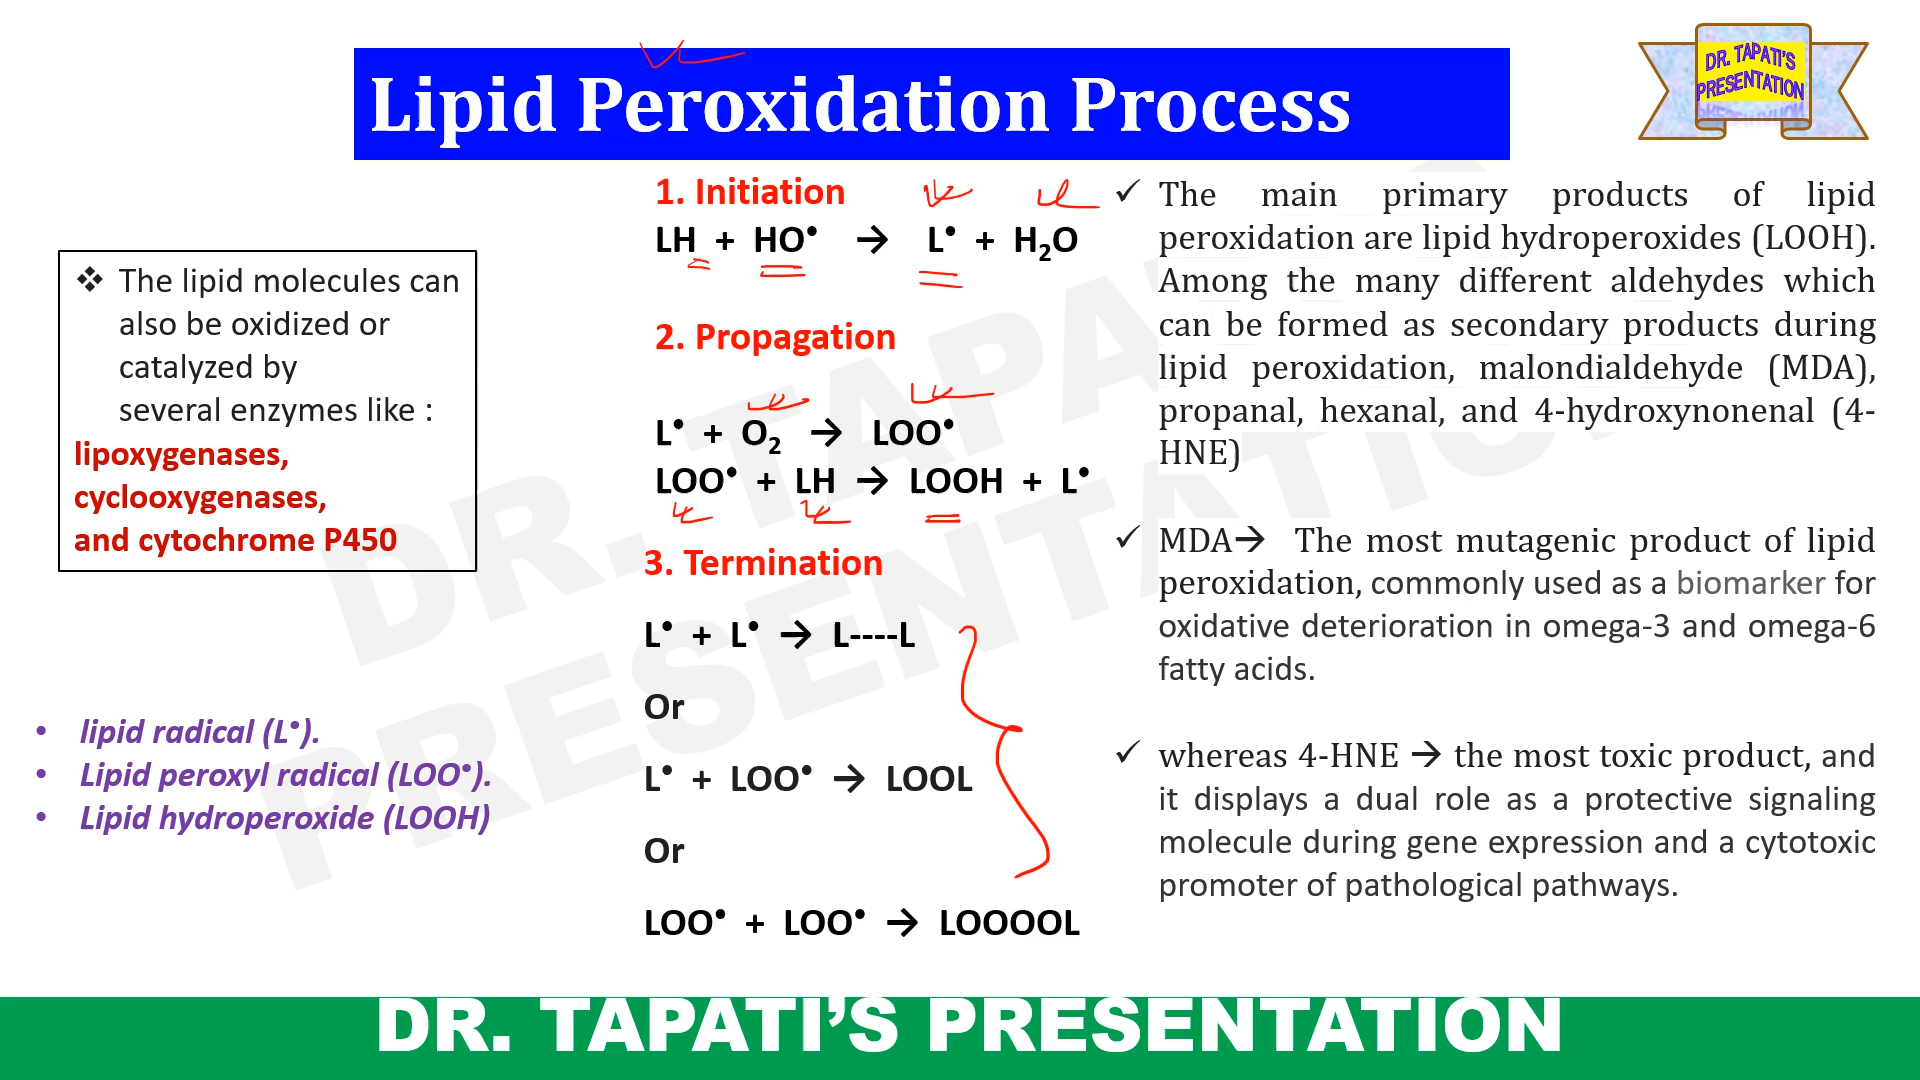 Lipid Peroxidation Process
DR. TAPATI'S
PRESENTATION
❖ The lipid molecules can
also be oxidized or
catalyzed by
several enzymes like :
lipoxygenases,
cyclooxygenases,
and cytochrome P450
• lipid radical (L•).
• Lipid peroxyl radical (LOO•).
• Lipid hydroperoxide (LOOH)
1. Initiation
LH + HO• → L• + H₂O
2. Propagation
L• + O₂ → LOO•
LOO• + LH → LOOH + L•
3. Termination
L• + L• → L----L
Or
L• + LOO• → LOOL
Or
LOO• + LOO• → LOOOOL
✓ The main primary products of lipid
peroxidation are lipid hydroperoxides (LOOH).
Among the many different aldehydes which
can be formed as secondary products during
lipid peroxidation, malondialdehyde (MDA),
propanal, hexanal, and 4-hydroxynonenal (4-
HNE)
✓ MDA→ The most mutagenic product of lipid
peroxidation, commonly used as a biomarker for
oxidative deterioration in omega-3 and omega-6
fatty acids.
✓ whereas 4-HNE → the most toxic product, and
it displays a dual role as a protective signaling
molecule during gene expression and a cytotoxic
promoter of pathological pathways.
DR. TAPATI'S
PRESENTATION
DR. TAPATI’S PRESENTATION